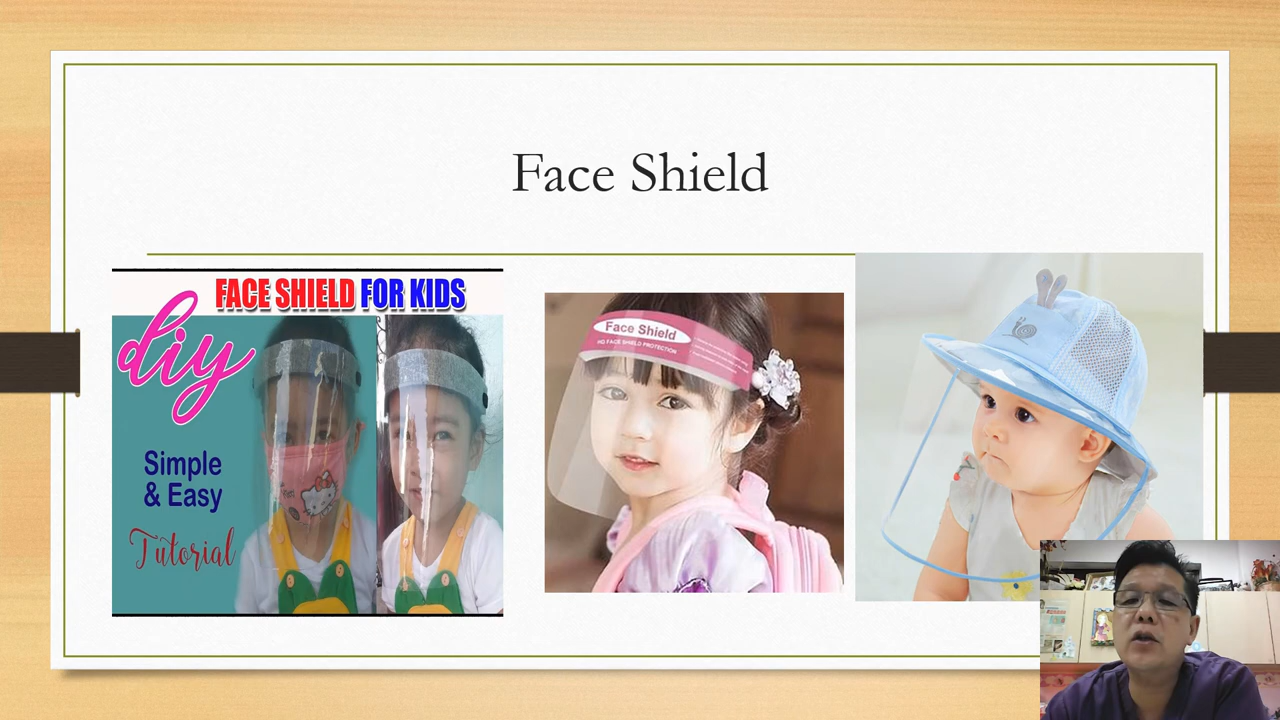 Face Shield
FACE SHIELD FOR KIDS
diy
Simple
& Easy
Tutorial
Face Shield
HD FACE SHIELD PROTECTION